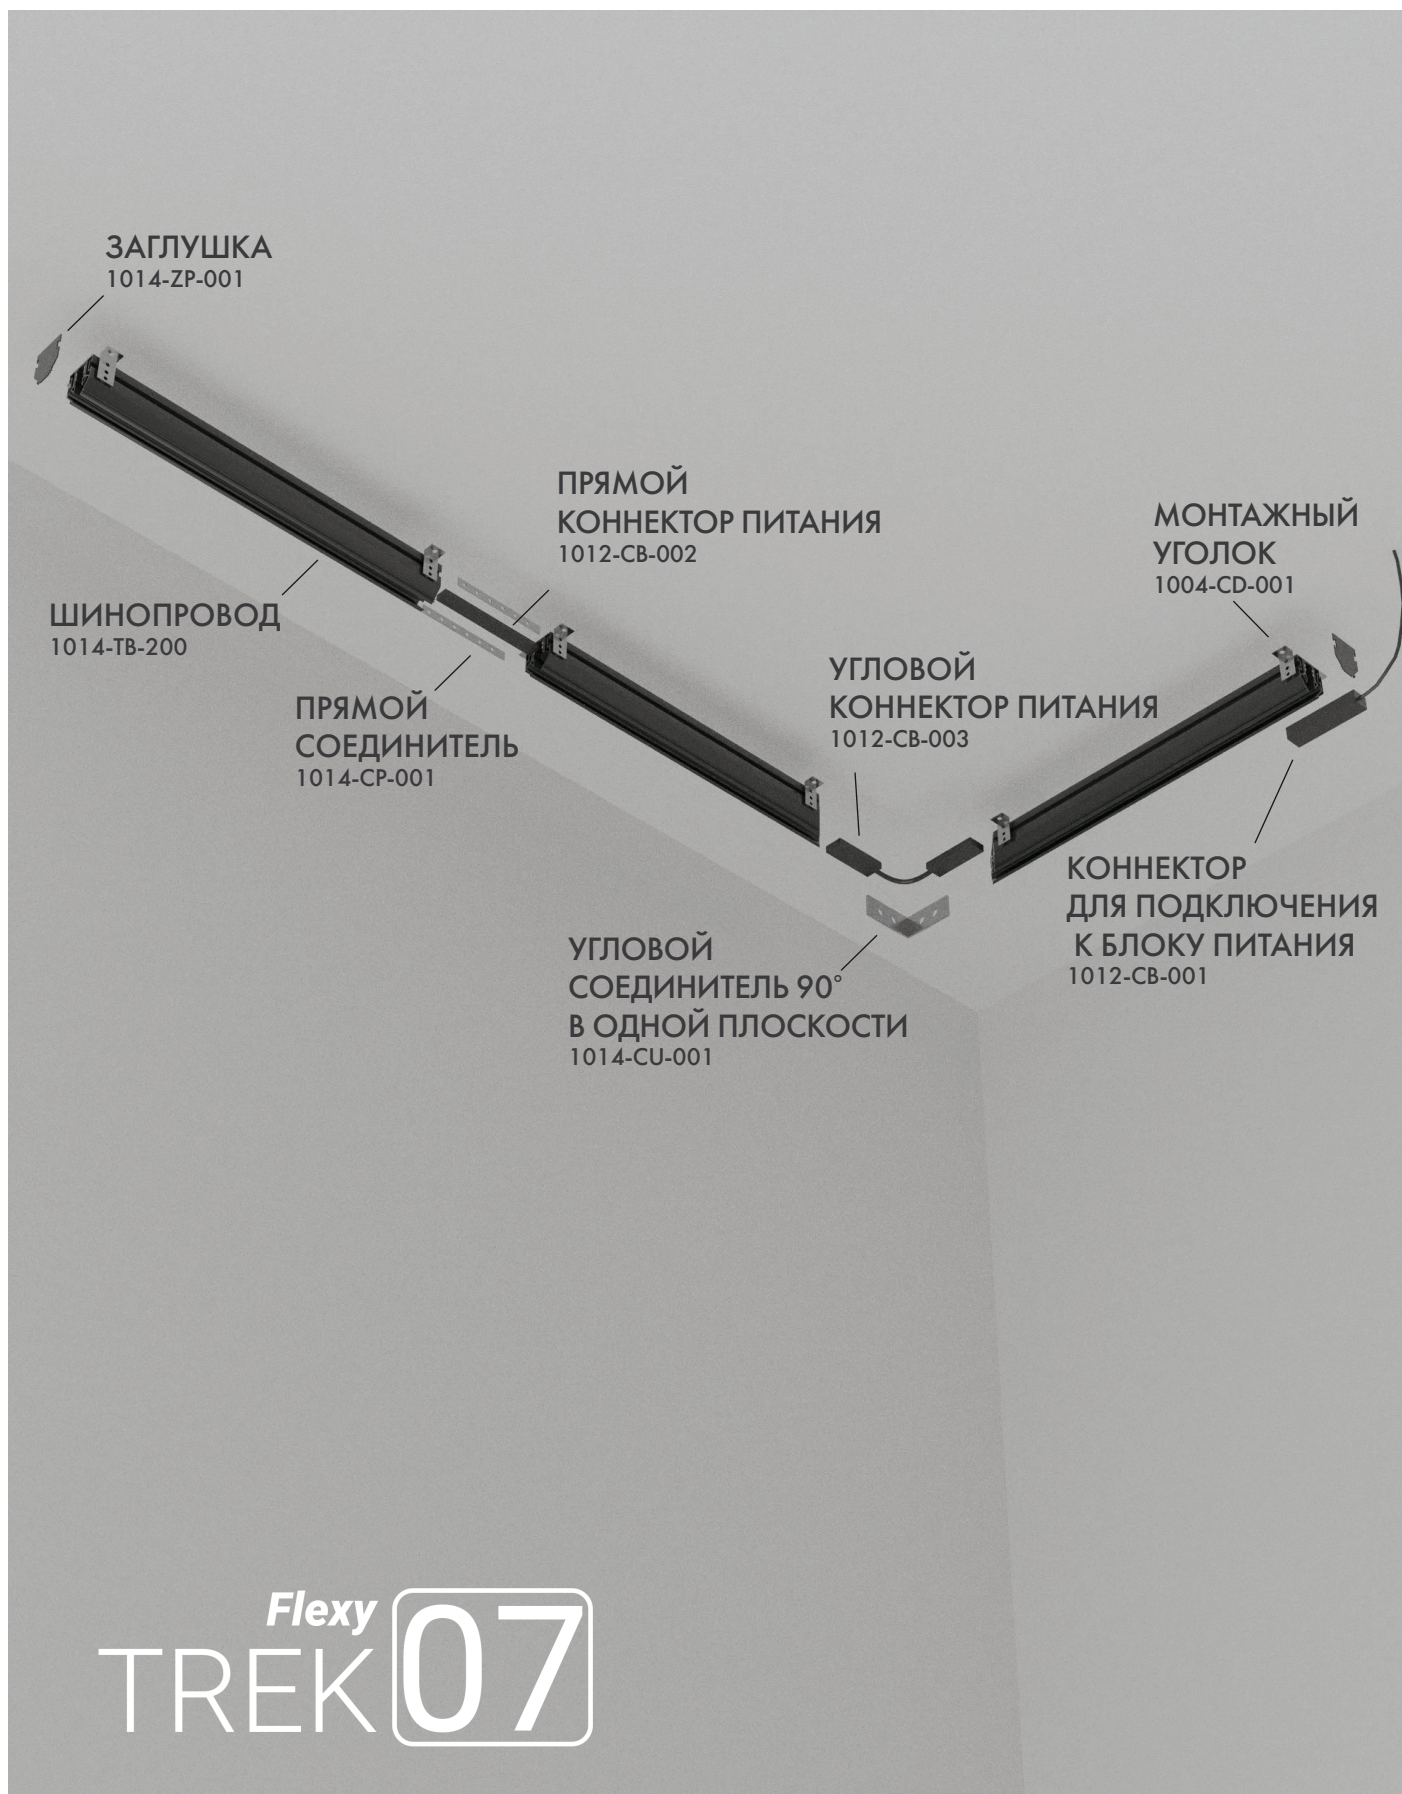 ЗАГЛУШКА
1014-ZP-001
ПРЯМОЙ
КОННЕКТОР ПИТАНИЯ
1012-CB-002
МОНТАЖНЫЙ
УГОЛОК
1004-CD-001
ШИНОПРОВОД
1014-TB-200
ПРЯМОЙ
СОЕДИНИТЕЛЬ
1014-CP-001
УГЛОВОЙ
КОННЕКТОР ПИТАНИЯ
1012-CB-003
КОННЕКТОР
ДЛЯ ПОДКЛЮЧЕНИЯ
К БЛОКУ ПИТАНИЯ
1012-CB-001
УГЛОВОЙ
СОЕДИНИТЕЛЬ 90°
В ОДНОЙ ПЛОСКОСТИ
1014-CU-001
Flexy
TREK 07